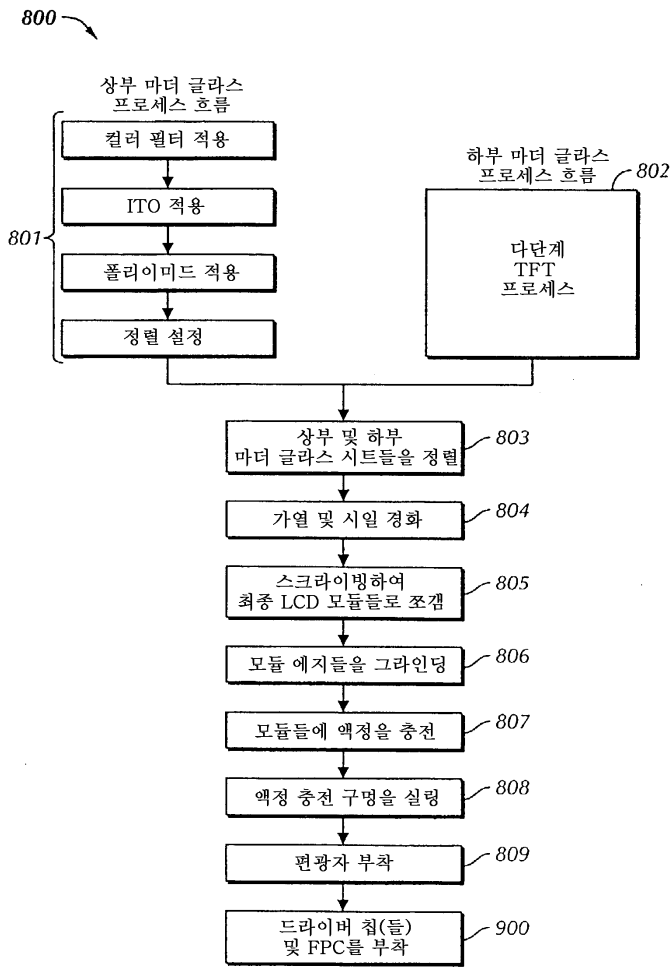 800
상부 마더 글라스
프로세스 흐름
컬러 필터 적용
ITO 적용
폴리이미드 적용
정렬 설정
801
하부 마더 글라스
프로세스 흐름
802
다단계
TFT
프로세스
상부 및 하부
마더 글라스 시트들을 정렬
803
가열 및 시일 경화
804
스크라이빙하여
최종 LCD 모듈들로 쪼갬
805
모듈 에지들을 그라인딩
806
모듈들에 액정을 충전
807
액정 충전 구멍을 실링
808
편광자 부착
809
드라이버 칩(들)
및 FPC를 부착
900